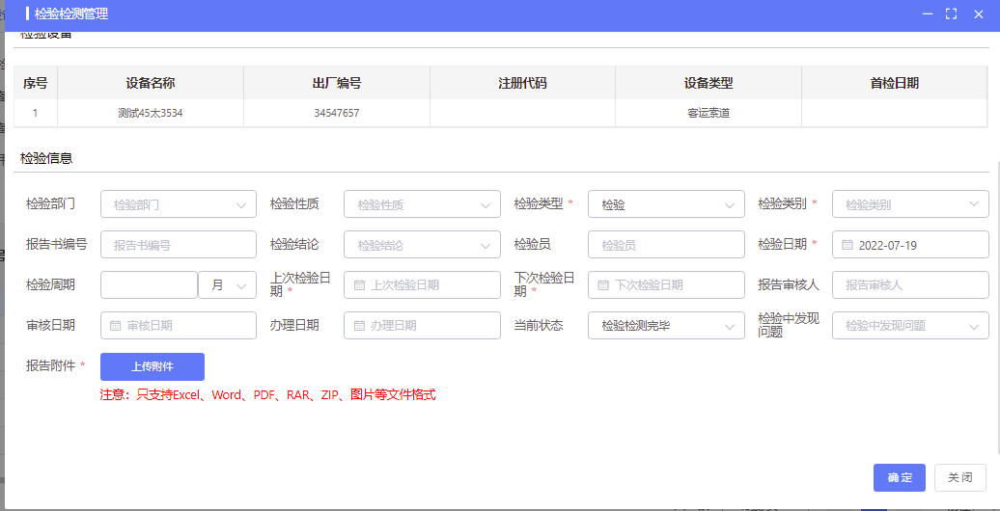 检验检测管理
检验设备
序号 设备名称 出厂编号 注册代码 设备类型 首检日期
1 测试45太3534 34547657 客运索道
检验信息
检验部门 检验部门 检验性质 检验性质 检验类型 * 检验 检验类别 * 检验类别
报告书编号 报告书编号 检验结论 检验结论 检验员 检验员 检验日期 * 2022-07-19
检验周期 月 上次检验日期 * 上次检验日期 下次检验日期 * 下次检验日期 报告审核人 报告审核人
审核日期 审核日期 办理日期 办理日期 当前状态 检验检测完毕 检验中发现问题 检验中发现问题
报告附件 * 上传附件
注意：只支持Excel、Word、PDF、RAR、ZIP、图片等文件格式
确定 关闭